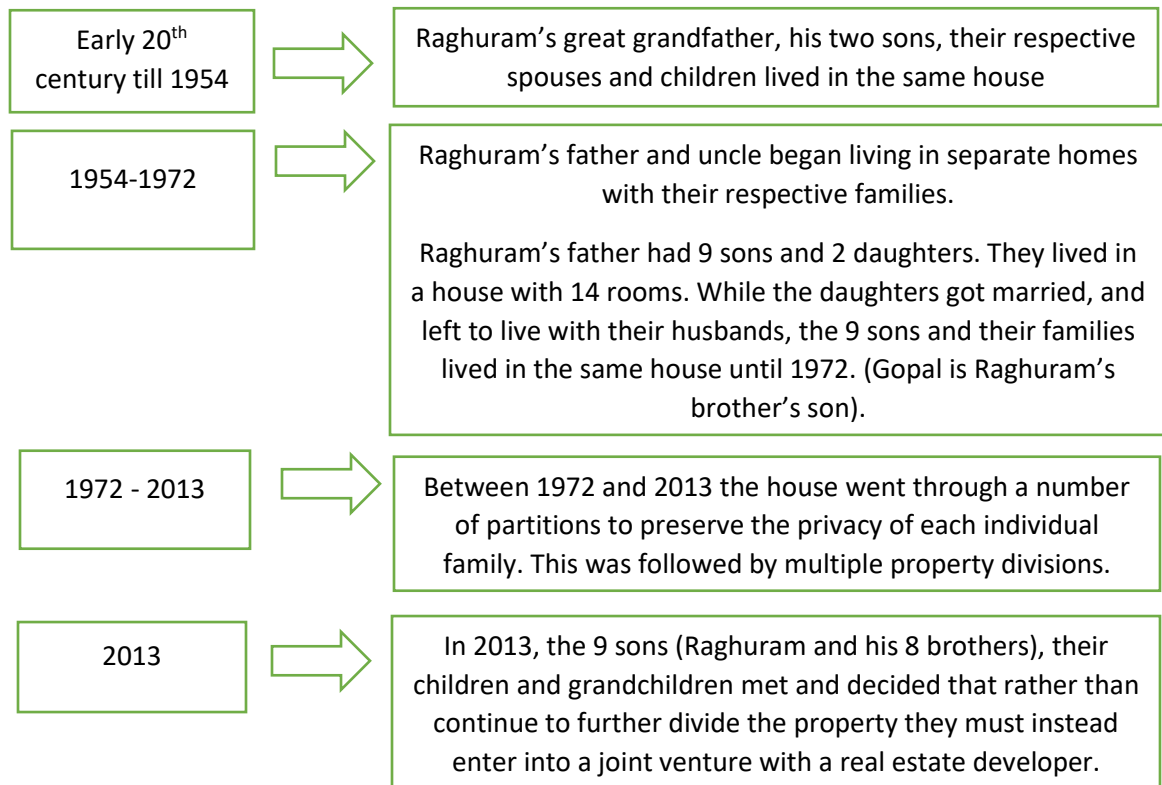 Early 20th
century till 1954
Raghuram’s great grandfather, his two sons, their respective
spouses and children lived in the same house
1954-1972
Raghuram’s father and uncle began living in separate homes
with their respective families.
Raghuram’s father had 9 sons and 2 daughters. They lived in
a house with 14 rooms. While the daughters got married, and
left to live with their husbands, the 9 sons and their families
lived in the same house until 1972. (Gopal is Raghuram’s
brother’s son).
1972 - 2013
Between 1972 and 2013 the house went through a number
of partitions to preserve the privacy of each individual
family. This was followed by multiple property divisions.
2013
In 2013, the 9 sons (Raghuram and his 8 brothers), their
children and grandchildren met and decided that rather than
continue to further divide the property they must instead
enter into a joint venture with a real estate developer.